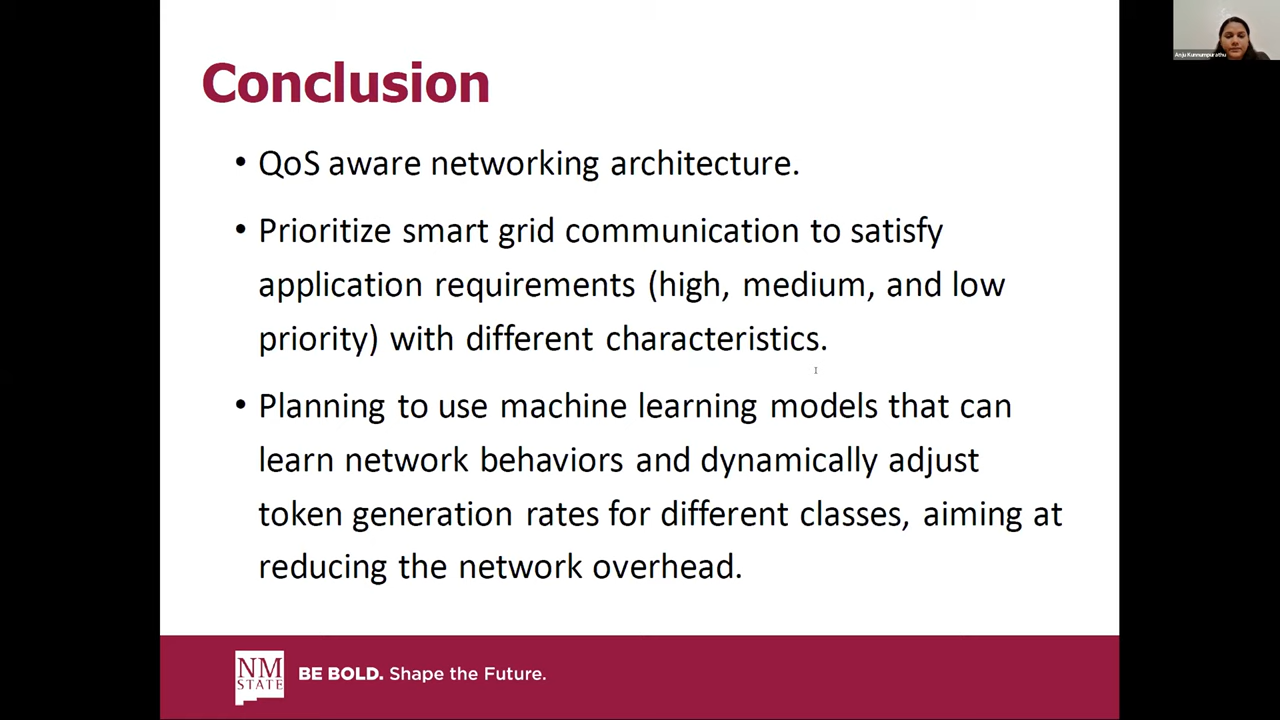 Conclusion
• QoS aware networking architecture.
• Prioritize smart grid communication to satisfy
application requirements (high, medium, and low
priority) with different characteristics.
• Planning to use machine learning models that can
learn network behaviors and dynamically adjust
token generation rates for different classes, aiming at
reducing the network overhead.
NM
STATE
BE BOLD. Shape the Future.
Anju Kunnumpurathu